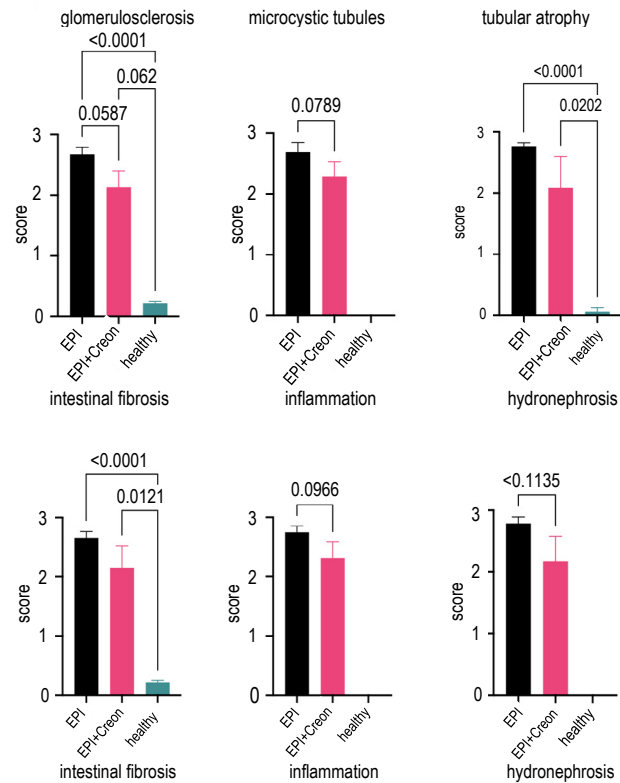 glomerulosclerosis
<0.0001
0.062
0.0587
3
2
1
0
score
EPI
EPI+Creon
healthy
microcystic tubules
0.0789
3
2
1
0
score
EPI
EPI+Creon
healthy
tubular atrophy
<0.0001
0.0202
3
2
1
0
score
EPI
EPI+Creon
healthy
intestinal fibrosis
<0.0001
0.0121
3
2
1
0
score
EPI
EPI+Creon
healthy
inflammation
0.0966
3
2
1
0
score
EPI
EPI+Creon
healthy
hydronephrosis
<0.1135
3
2
1
0
score
EPI
EPI+Creon
healthy
intestinal fibrosis
inflammation
hydronephrosis